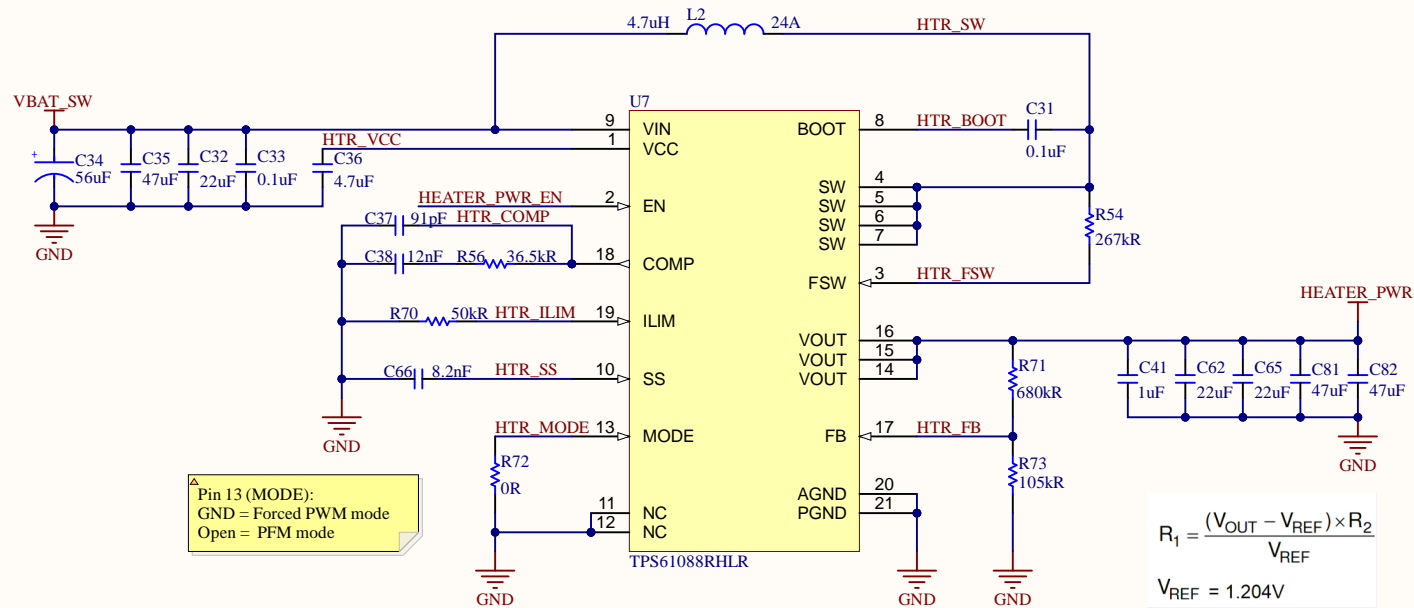 4.7uH L2 24A HTR_SW
VBAT_SW
U7
C34
56uF
C35
47uF
C32
22uF
C33
0.1uF
C36
4.7uF
HTR_VCC
HEATER_PWR_EN
C37 91pF HTR_COMP
C38 12nF R56 36.5kR
R70 50kR HTR_ILIM
C66 8.2nF HTR_SS
HTR_MODE
R72
0R
GND
GND
GND
9 VIN
1 VCC
2 EN
18 COMP
19 ILIM
10 SS
13 MODE
11 NC
12 NC
BOOT 8
SW 4
SW 5
SW 6
SW 7
FSW 3
VOUT 16
VOUT 15
VOUT 14
FB 17
AGND 20
PGND 21
TPS61088RHLR
HTR_BOOT
C31
0.1uF
R54
267kR
HTR_FSW
HEATER_PWR
R71
680kR
HTR_FB
R73
105kR
C41
1uF
C62
22uF
C65
22uF
C81
47uF
C82
47uF
GND
GND
GND
Pin 13 (MODE):
GND = Forced PWM mode
Open = PFM mode
R1 = (VOUT − VREF) × R2
VREF
VREF = 1.204V